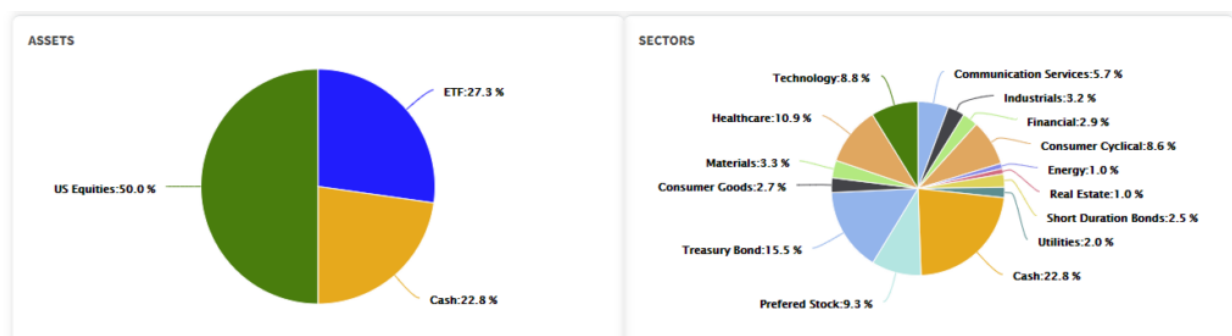 ASSETS
ETF:27.3 %
US Equities:50.0 %
Cash:22.8 %
SECTORS
Communication Services:5.7 %
Technology:8.8 %
Industrials:3.2 %
Healthcare:10.9 %
Financial:2.9 %
Consumer Cyclical:8.6 %
Materials:3.3 %
Energy:1.0 %
Consumer Goods:2.7 %
Real Estate:1.0 %
Short Duration Bonds:2.5 %
Utilities:2.0 %
Treasury Bond:15.5 %
Cash:22.8 %
Prefered Stock:9.3 %